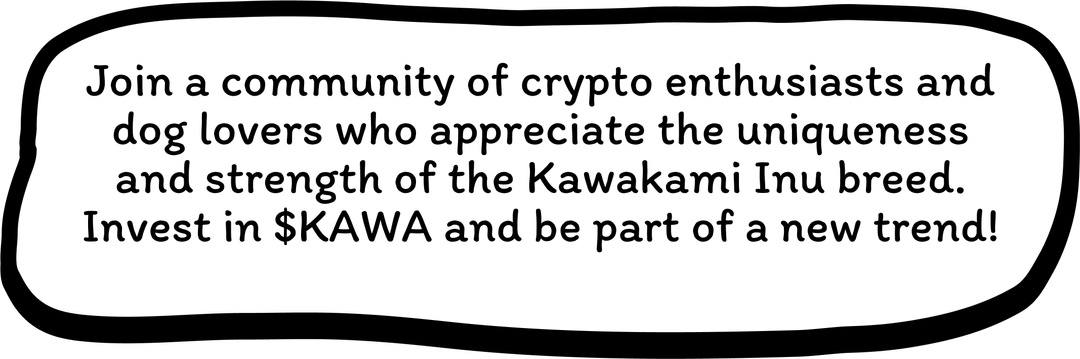 Join a community of crypto enthusiasts and
dog lovers who appreciate the uniqueness
and strength of the Kawakami Inu breed.
Invest in $KAWA and be part of a new trend!